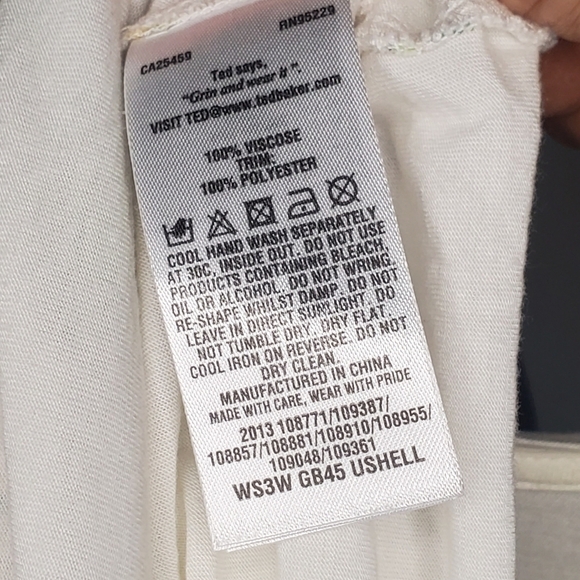 CA25459 RN95229
Ted says,
"Grin and wear it".
VISIT TED@www.tedbaker.com
100% VISCOSE
TRIM:
100% POLYESTER
COOL HAND WASH SEPARATELY
AT 30C, INSIDE OUT. DO NOT USE
PRODUCTS CONTAINING BLEACH,
OIL OR ALCOHOL. DO NOT WRING.
RE-SHAPE WHILST DAMP. DO NOT
LEAVE IN DIRECT SUNLIGHT. DO
NOT TUMBLE DRY. DRY FLAT.
COOL IRON ON REVERSE. DO NOT
DRY CLEAN.
MANUFACTURED IN CHINA
MADE WITH CARE, WEAR WITH PRIDE
2013 108771/109387/
108857/108881/108910/108955/
109048/109361
WS3W GB45 USHELL